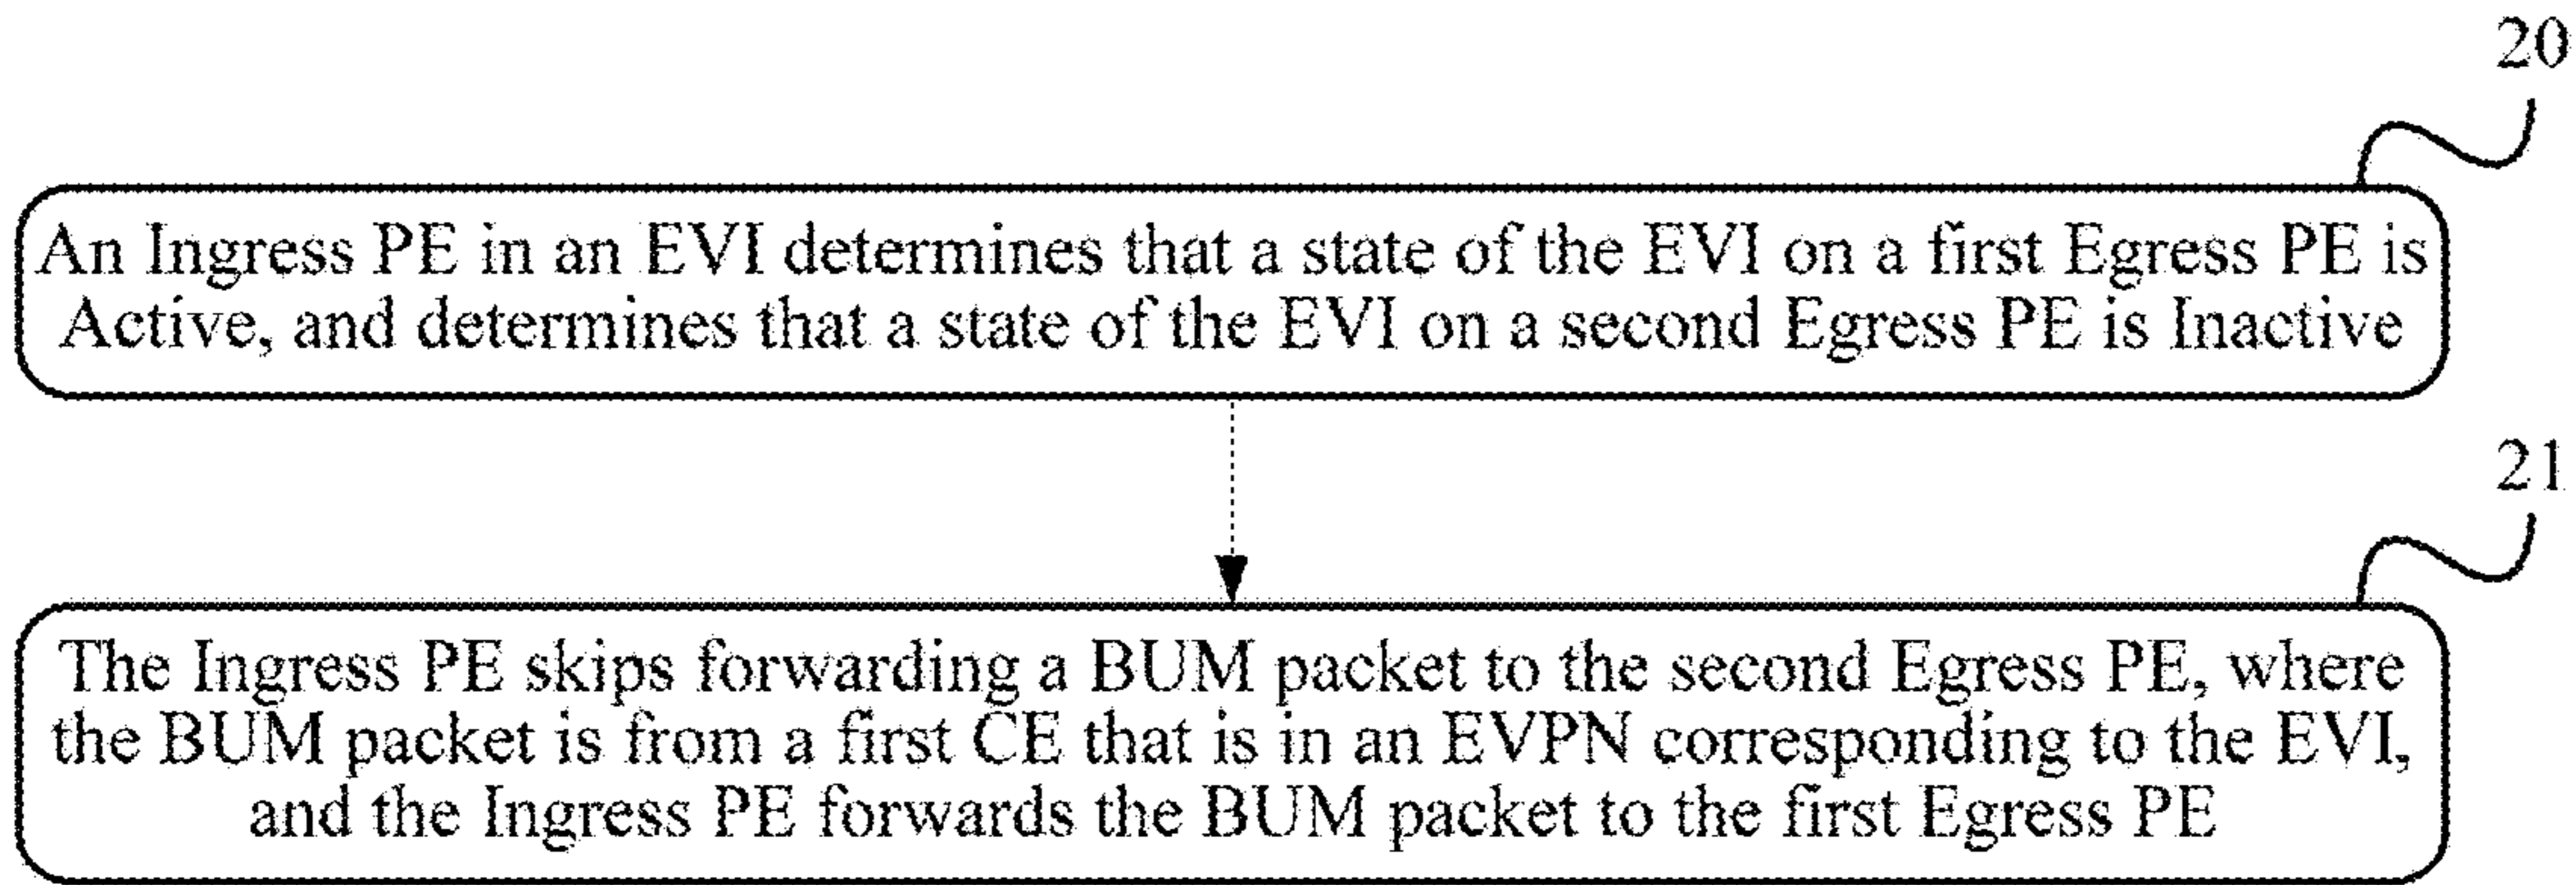 20
An Ingress PE in an EVI determines that a state of the EVI on a first Egress PE is
Active, and determines that a state of the EVI on a second Egress PE is Inactive
21
The Ingress PE skips forwarding a BUM packet to the second Egress PE, where
the BUM packet is from a first CE that is in an EVPN corresponding to the EVI,
and the Ingress PE forwards the BUM packet to the first Egress PE